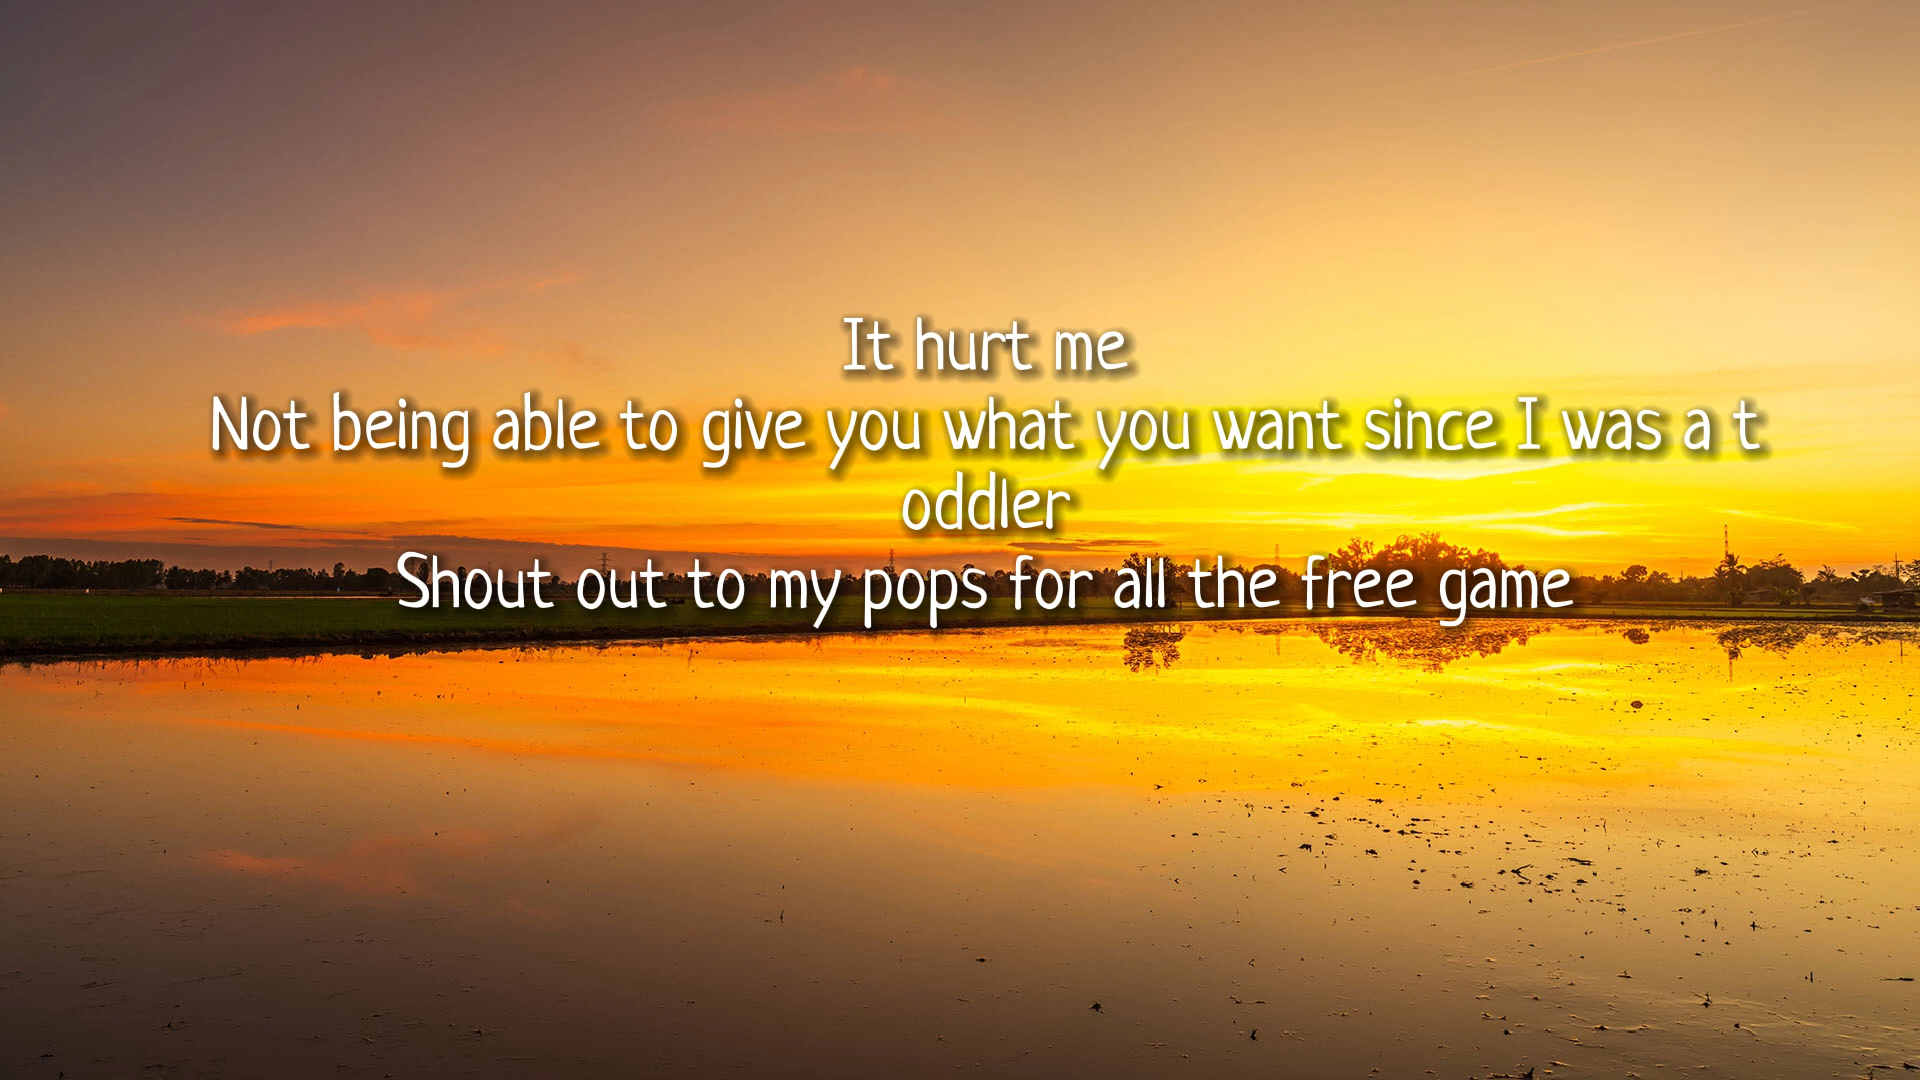 It hurt me
Not being able to give you what you want since I was a t
oddler
Shout out to my pops for all the free game